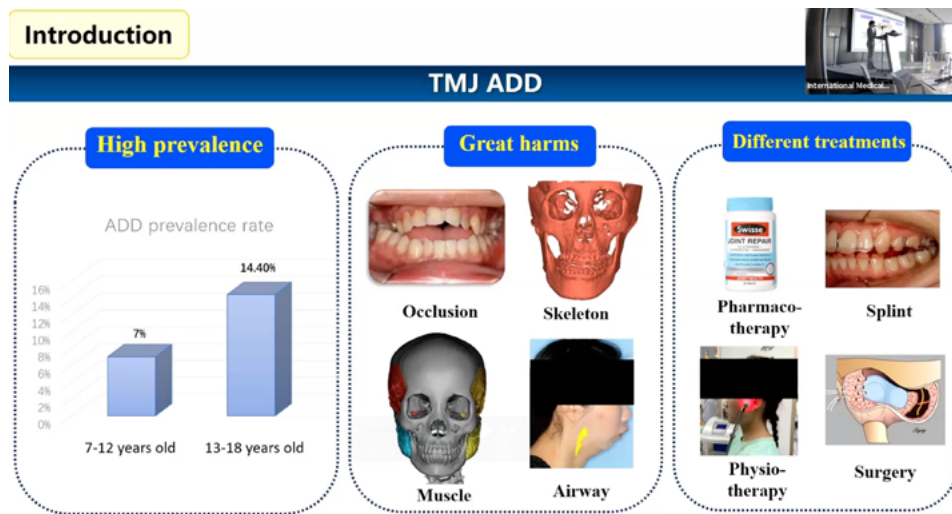 Introduction
International Medical...
TMJ ADD
High prevalence
ADD prevalence rate
16%
14%
12%
10%
8%
6%
4%
2%
0%
7%
14.40%
7-12 years old
13-18 years old
Great harms
Occlusion
Skeleton
Muscle
Airway
Different treatments
Swisse
JOINT REPAIR
Pharmaco-
therapy
Splint
Physio-
therapy
Surgery